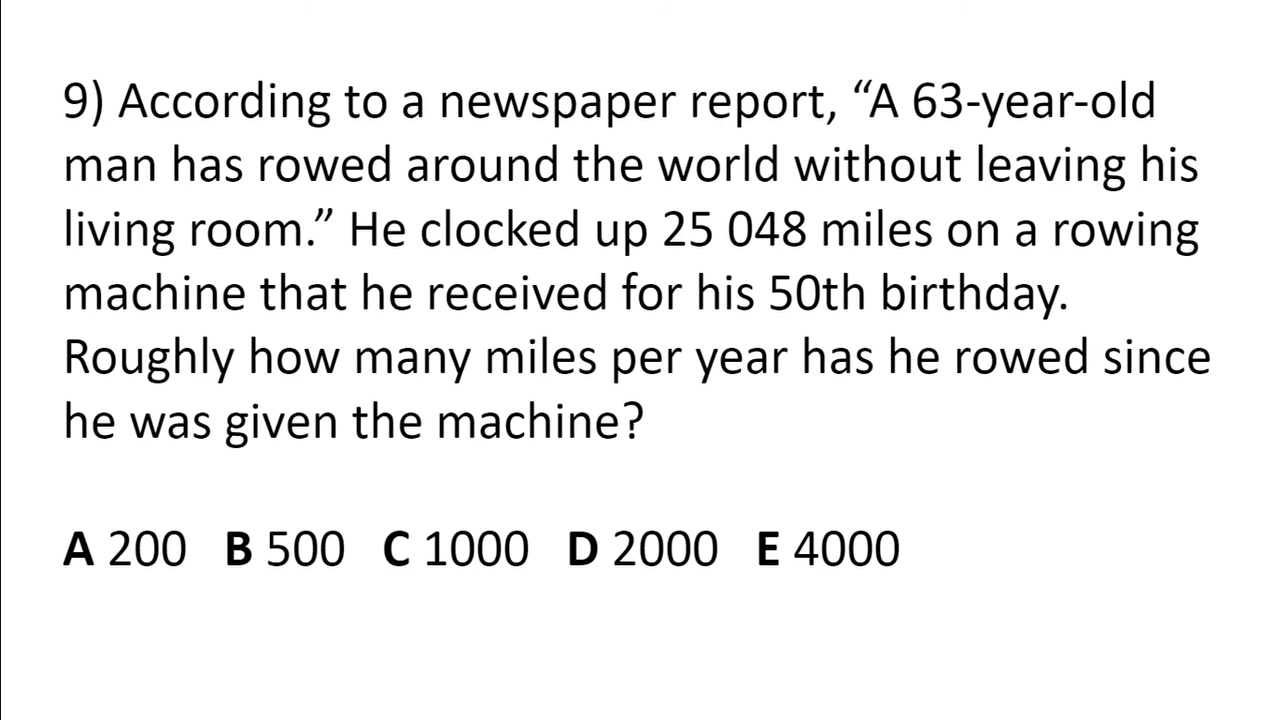 9) According to a newspaper report, “A 63-year-old
man has rowed around the world without leaving his
living room.” He clocked up 25 048 miles on a rowing
machine that he received for his 50th birthday.
Roughly how many miles per year has he rowed since
he was given the machine?
A 200 B 500 C 1000 D 2000 E 4000